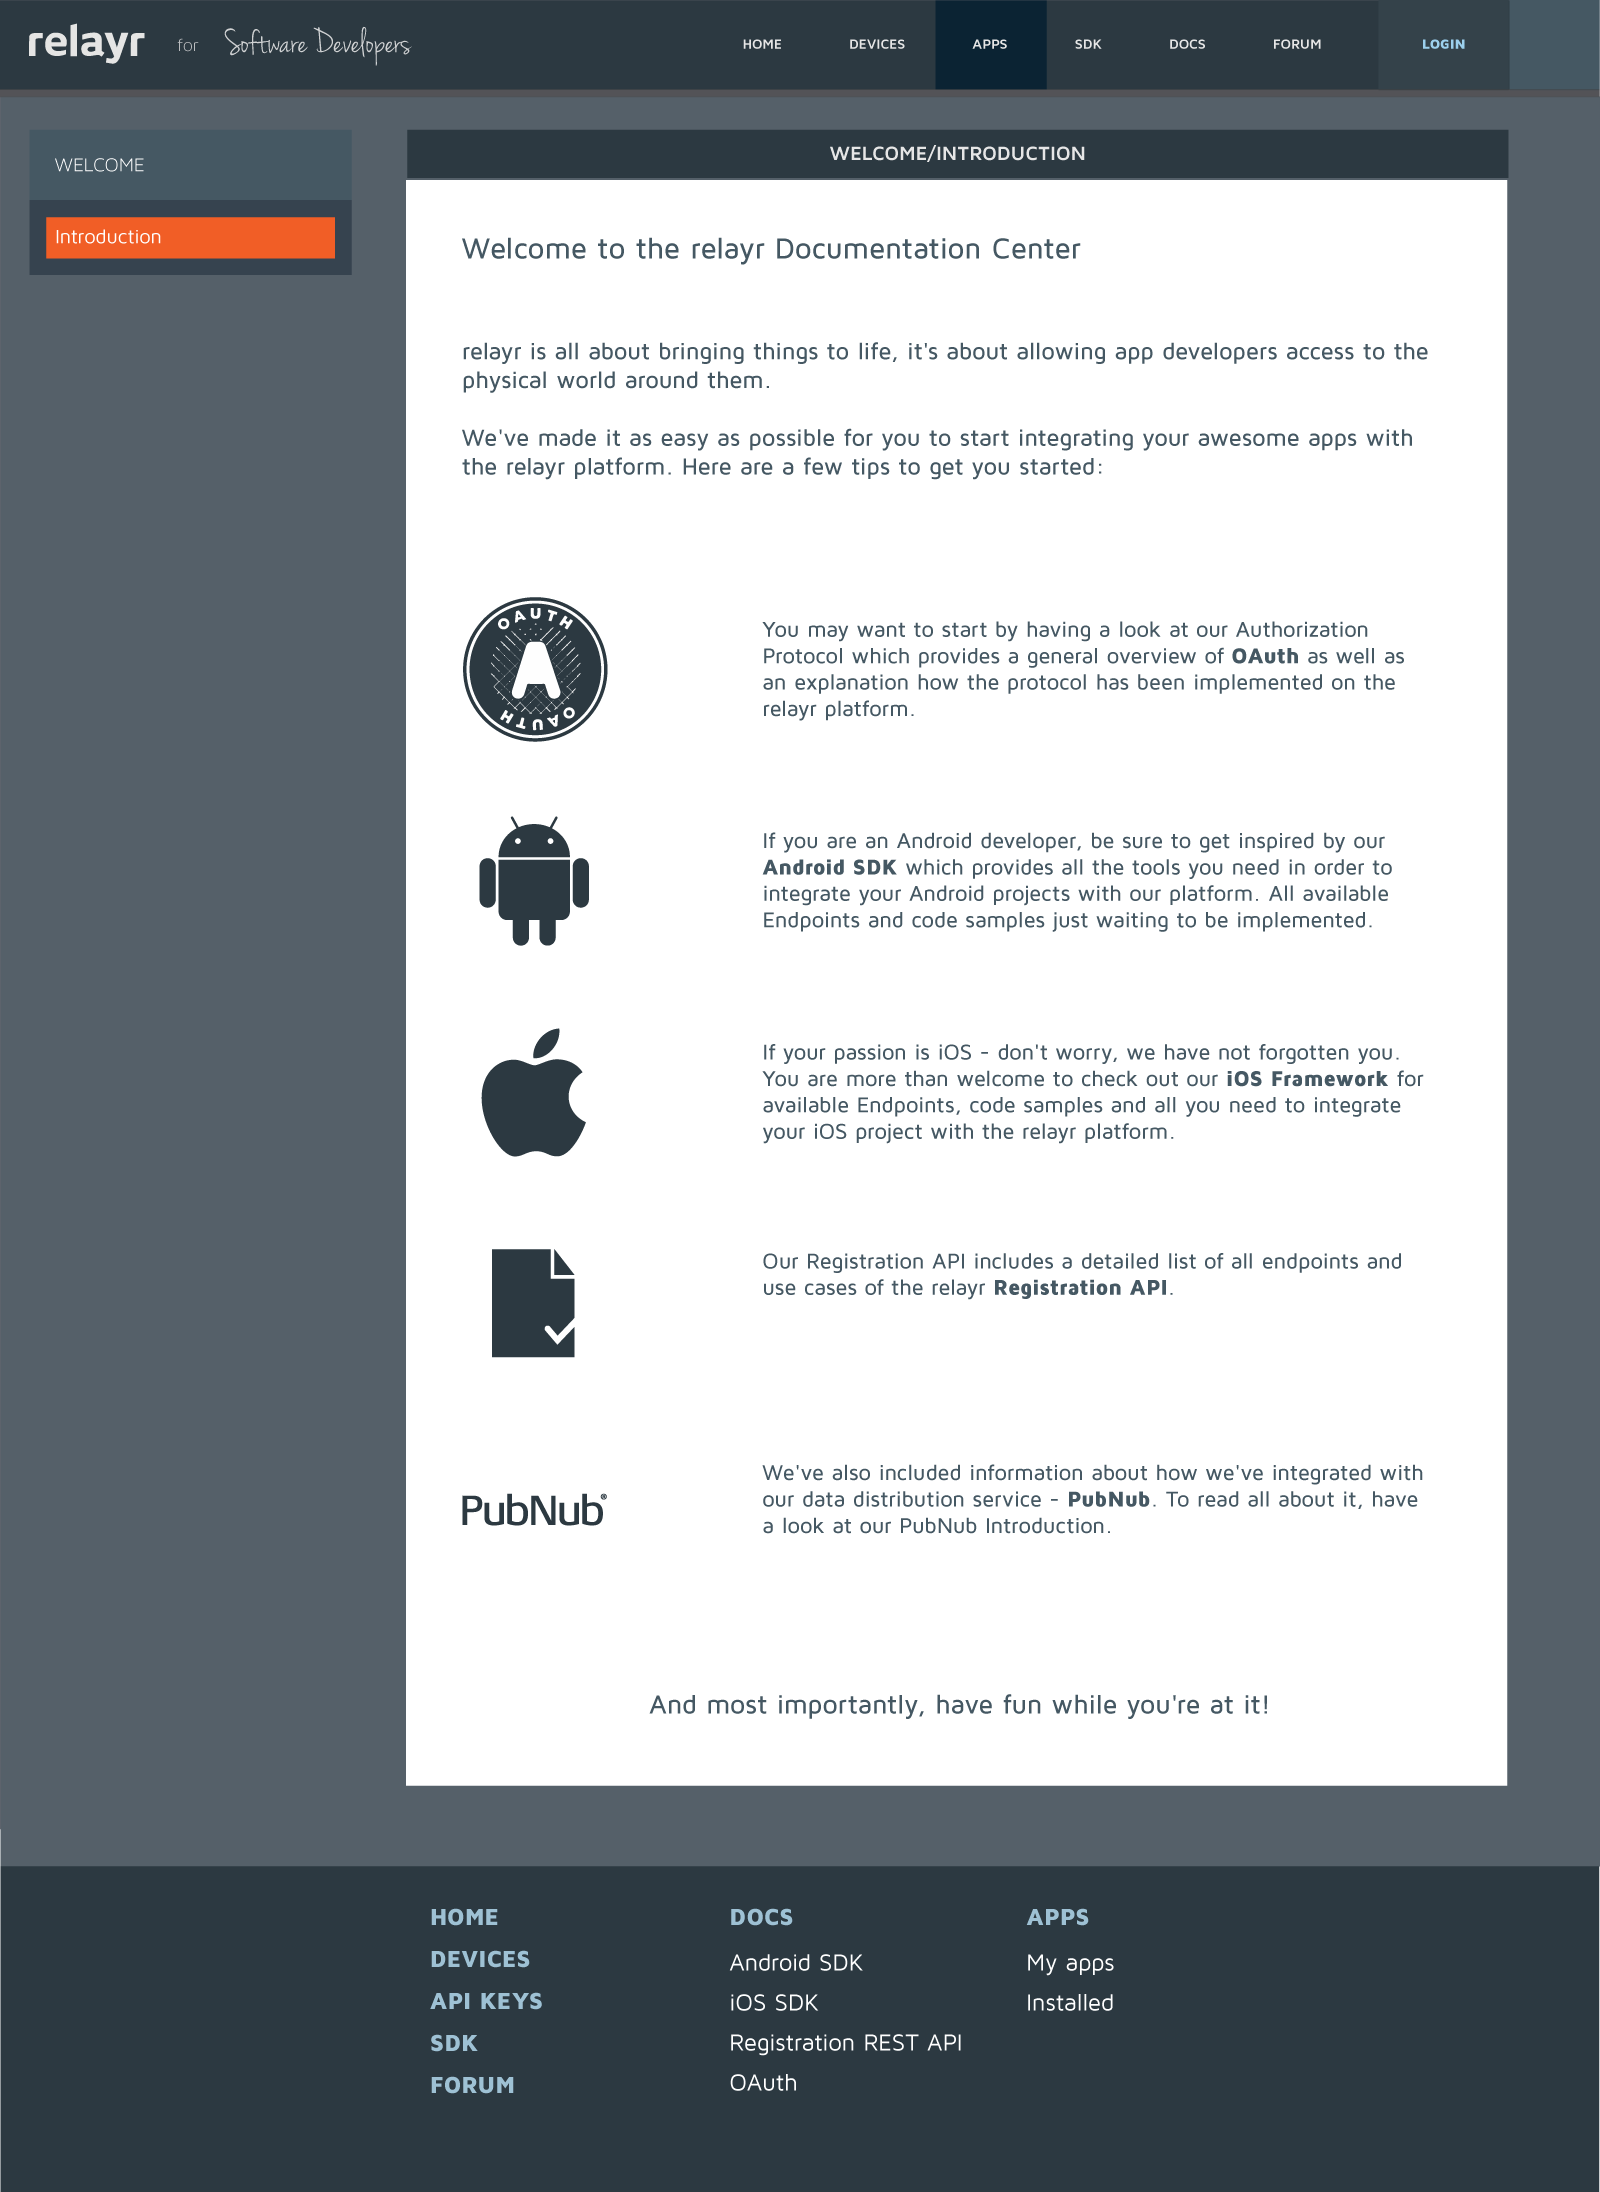 relayr for Software Developers
HOME DEVICES APPS SDK DOCS FORUM LOGIN
WELCOME
Introduction
WELCOME/INTRODUCTION
Welcome to the relayr Documentation Center
relayr is all about bringing things to life, it's about allowing app developers access to the
physical world around them.
We've made it as easy as possible for you to start integrating your awesome apps with
the relayr platform. Here are a few tips to get you started:
OAUTH
A
OAUTH
You may want to start by having a look at our Authorization
Protocol which provides a general overview of OAuth as well as
an explanation how the protocol has been implemented on the
relayr platform.
If you are an Android developer, be sure to get inspired by our
Android SDK which provides all the tools you need in order to
integrate your Android projects with our platform. All available
Endpoints and code samples just waiting to be implemented.
If your passion is iOS - don't worry, we have not forgotten you.
You are more than welcome to check out our iOS Framework for
available Endpoints, code samples and all you need to integrate
your iOS project with the relayr platform.
Our Registration API includes a detailed list of all endpoints and
use cases of the relayr Registration API.
PubNub®
We've also included information about how we've integrated with
our data distribution service - PubNub. To read all about it, have
a look at our PubNub Introduction.
And most importantly, have fun while you're at it!
HOME
DEVICES
API KEYS
SDK
FORUM
DOCS
Android SDK
iOS SDK
Registration REST API
OAuth
APPS
My apps
Installed